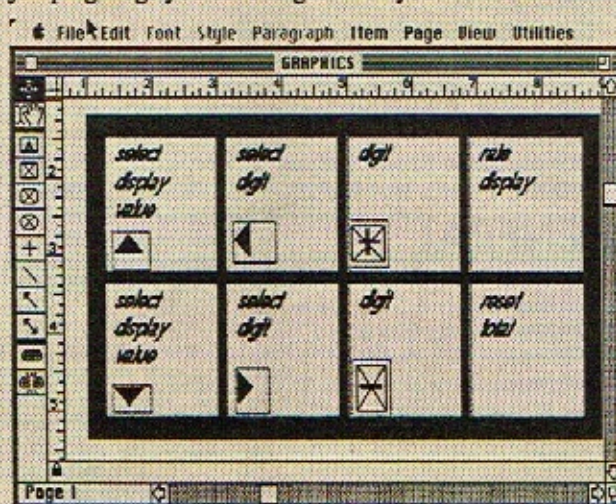 File Edit Font Style Paragraph Item Page View Utilities
GRAPHICS
select
display
value
select
digit
digit
rule
display
select
display
value
select
digit
digit
reset
total
Page 1